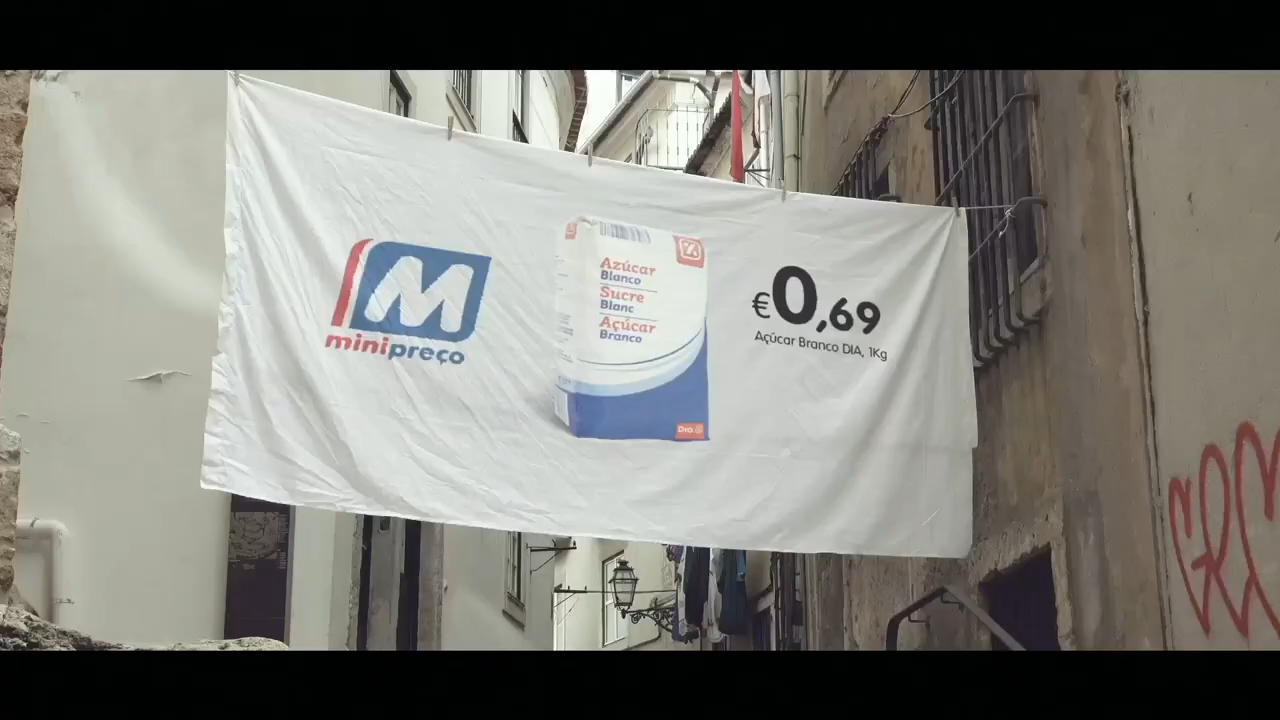 M
minipreço
Azúcar
Blanco
Sucre
Blanc
Açúcar
Branco
Dia
€0,69
Açúcar Branco DIA, 1Kg